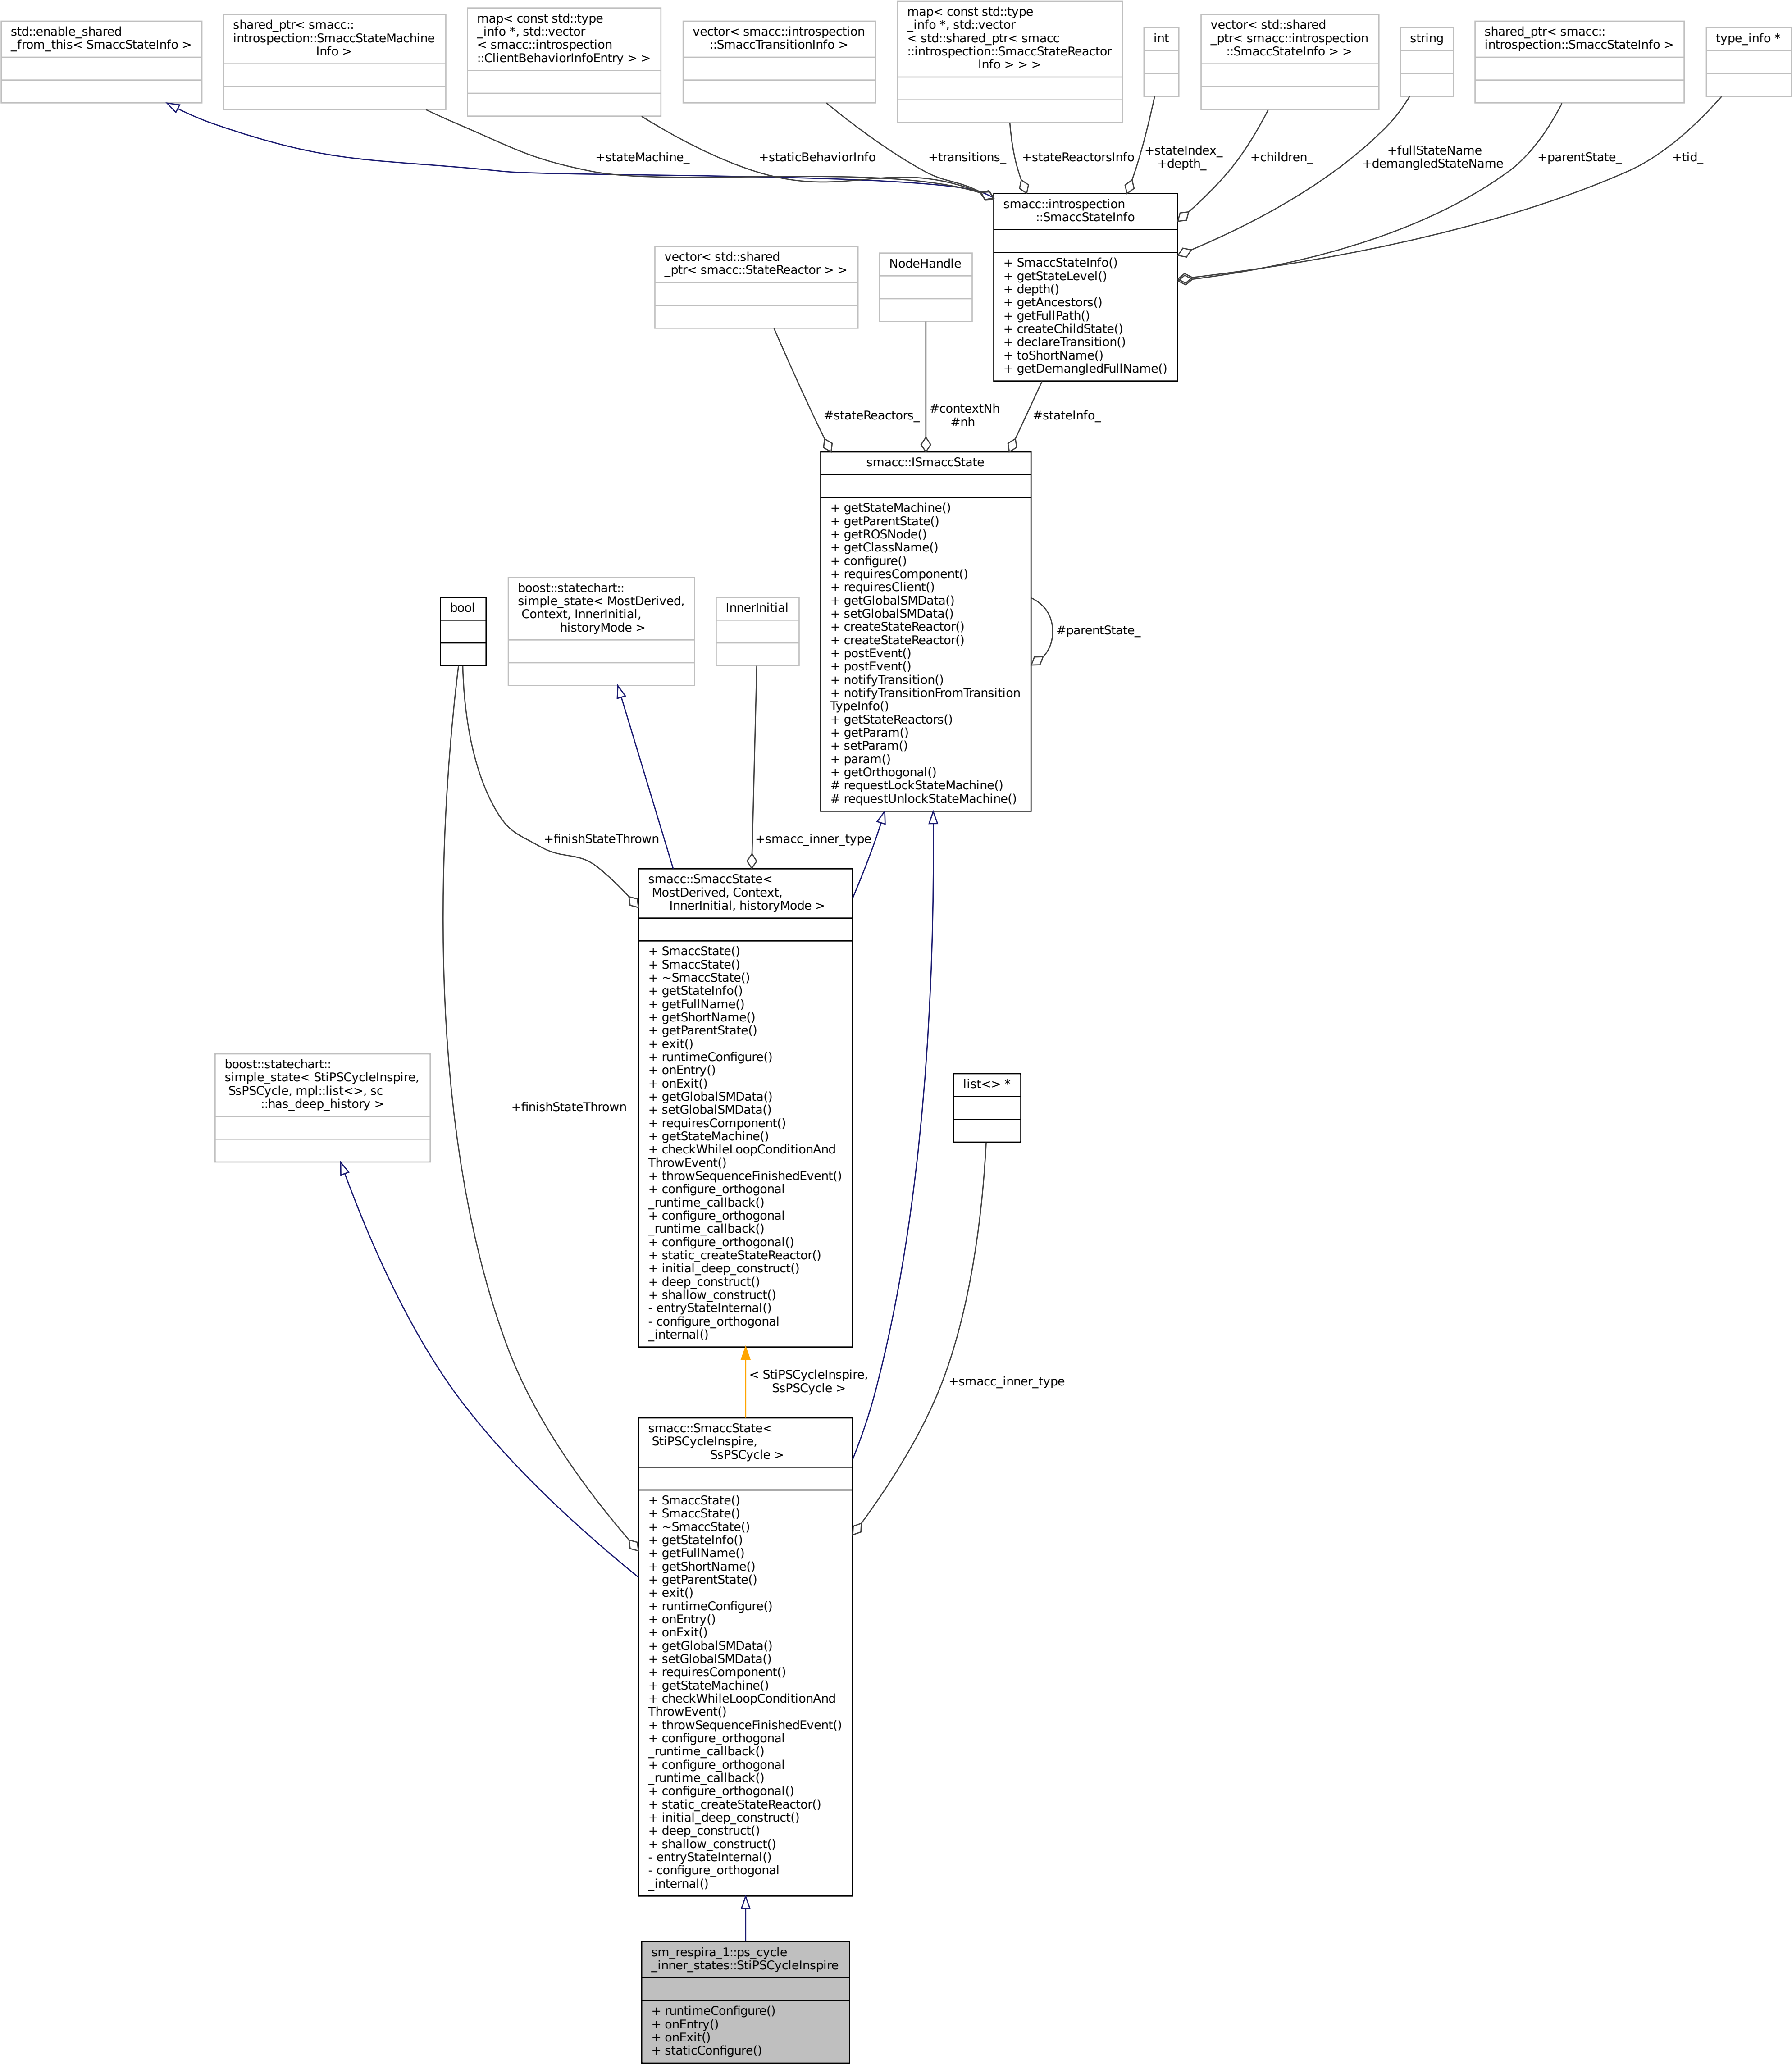 std::enable_shared
_from_this< SmaccStateInfo >
shared_ptr< smacc::
introspection::SmaccStateMachine
Info >
map< const std::type
_info *, std::vector
< smacc::introspection
::ClientBehaviorInfoEntry > >
vector< smacc::introspection
::SmaccTransitionInfo >
map< const std::type
_info *, std::vector
< std::shared_ptr< smacc
::introspection::SmaccStateReactor
Info > > >
int
vector< std::shared
_ptr< smacc::introspection
::SmaccStateInfo > >
string
shared_ptr< smacc::
introspection::SmaccStateInfo >
type_info *
+stateMachine_
+staticBehaviorInfo
+transitions_
+stateReactorsInfo
+stateIndex_
+depth_
+children_
+fullStateName
+demangledStateName
+parentState_
+tid_
smacc::introspection
::SmaccStateInfo
+ SmaccStateInfo()
+ getStateLevel()
+ depth()
+ getAncestors()
+ getFullPath()
+ createChildState()
+ declareTransition()
+ toShortName()
+ getDemangledFullName()
vector< std::shared
_ptr< smacc::StateReactor > >
NodeHandle
#stateReactors_
#contextNh
#nh
#stateInfo_
smacc::ISmaccState
+ getStateMachine()
+ getParentState()
+ getROSNode()
+ getClassName()
+ configure()
+ requiresComponent()
+ requiresClient()
+ getGlobalSMData()
+ setGlobalSMData()
+ createStateReactor()
+ createStateReactor()
+ postEvent()
+ postEvent()
+ notifyTransition()
+ notifyTransitionFromTransition
TypeInfo()
+ getStateReactors()
+ getParam()
+ setParam()
+ param()
+ getOrthogonal()
# requestLockStateMachine()
# requestUnlockStateMachine()
#parentState_
bool
boost::statechart::
simple_state< MostDerived,
Context, InnerInitial,
historyMode >
InnerInitial
+finishStateThrown
+smacc_inner_type
smacc::SmaccState<
MostDerived, Context,
InnerInitial, historyMode >
+ SmaccState()
+ SmaccState()
+ ~SmaccState()
+ getStateInfo()
+ getFullName()
+ getShortName()
+ getParentState()
+ exit()
+ runtimeConfigure()
+ onEntry()
+ onExit()
+ getGlobalSMData()
+ setGlobalSMData()
+ requiresComponent()
+ getStateMachine()
+ checkWhileLoopConditionAnd
ThrowEvent()
+ throwSequenceFinishedEvent()
+ configure_orthogonal
_runtime_callback()
+ configure_orthogonal
_runtime_callback()
+ configure_orthogonal()
+ static_createStateReactor()
+ initial_deep_construct()
+ deep_construct()
+ shallow_construct()
- entryStateInternal()
- configure_orthogonal
_internal()
boost::statechart::
simple_state< StiPSCycleInspire,
SsPSCycle, mpl::list<>, sc
::has_deep_history >
+finishStateThrown
list<> *
< StiPSCycleInspire,
SsPSCycle >
+smacc_inner_type
smacc::SmaccState<
StiPSCycleInspire,
SsPSCycle >
+ SmaccState()
+ SmaccState()
+ ~SmaccState()
+ getStateInfo()
+ getFullName()
+ getShortName()
+ getParentState()
+ exit()
+ runtimeConfigure()
+ onEntry()
+ onExit()
+ getGlobalSMData()
+ setGlobalSMData()
+ requiresComponent()
+ getStateMachine()
+ checkWhileLoopConditionAnd
ThrowEvent()
+ throwSequenceFinishedEvent()
+ configure_orthogonal
_runtime_callback()
+ configure_orthogonal
_runtime_callback()
+ configure_orthogonal()
+ static_createStateReactor()
+ initial_deep_construct()
+ deep_construct()
+ shallow_construct()
- entryStateInternal()
- configure_orthogonal
_internal()
sm_respira_1::ps_cycle
_inner_states::StiPSCycleInspire
+ runtimeConfigure()
+ onEntry()
+ onExit()
+ staticConfigure()